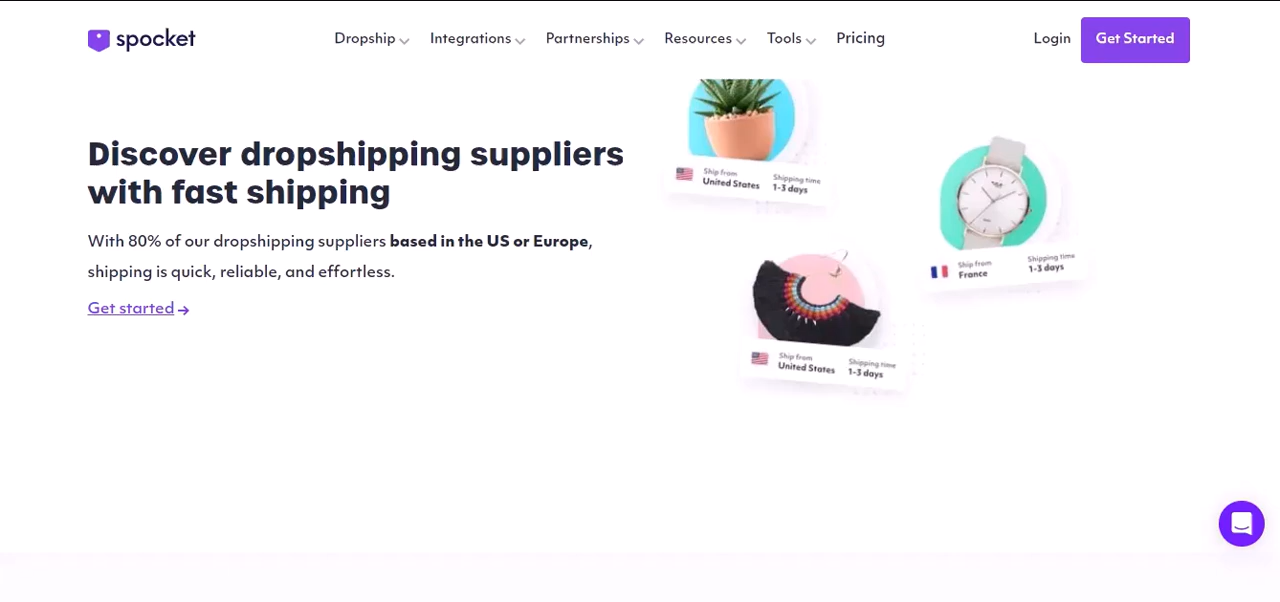 spocket
Dropship
Integrations
Partnerships
Resources
Tools
Pricing
Login
Get Started
Discover dropshipping suppliers
with fast shipping
With 80% of our dropshipping suppliers based in the US or Europe,
shipping is quick, reliable, and effortless.
Get started
Ship from
United States
Shipping time
1-3 days
Ship from
France
Shipping time
1-3 days
Ship from
United States
Shipping time
1-3 days